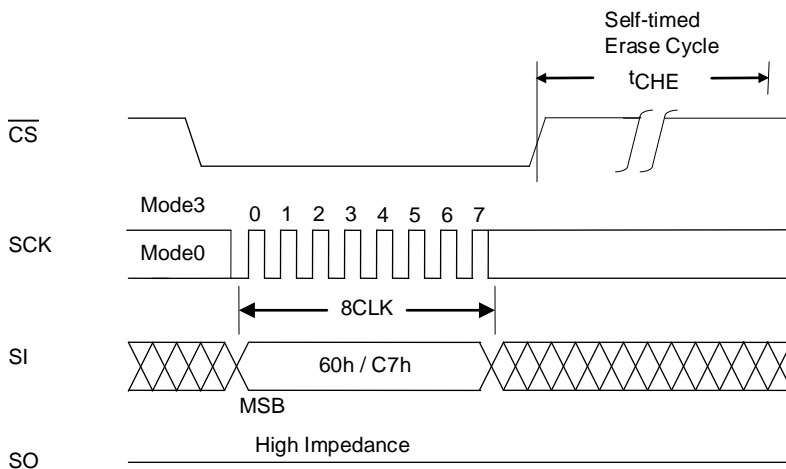 Self-timed
Erase Cycle
tCHE
CS
Mode3
0 1 2 3 4 5 6 7
SCK
Mode0
8CLK
SI
60h / C7h
MSB
High Impedance
SO